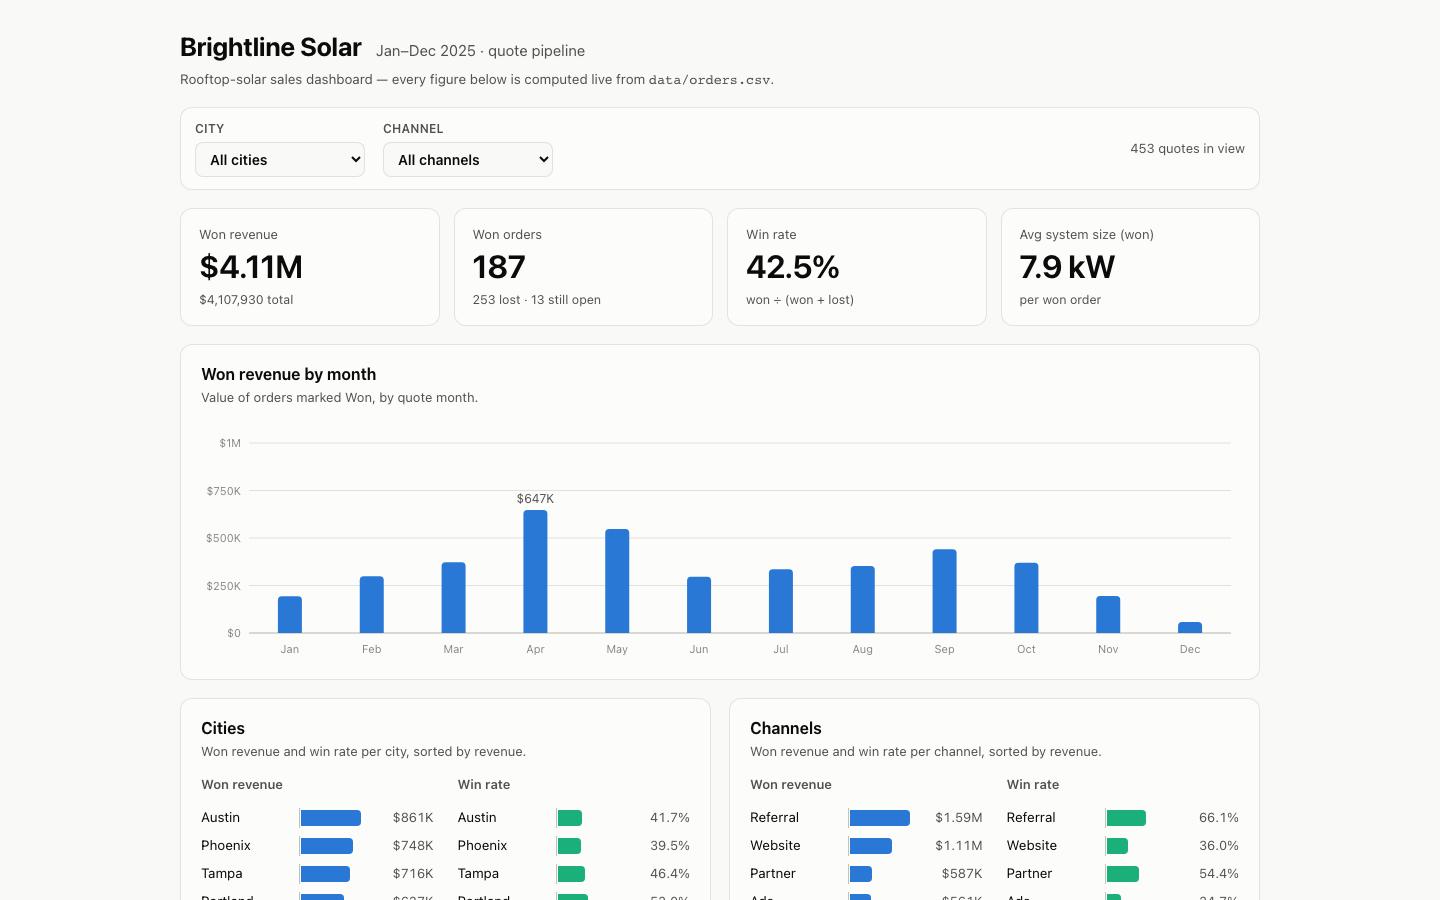 Brightline Solar Jan–Dec 2025 · quote pipeline
Rooftop-solar sales dashboard — every figure below is computed live from data/orders.csv.
CITY CHANNEL
All cities All channels 453 quotes in view
Won revenue Won orders Win rate Avg system size (won)
$4.11M 187 42.5% 7.9 kW
$4,107,930 total 253 lost · 13 still open won ÷ (won + lost) per won order
Won revenue by month
Value of orders marked Won, by quote month.
$1M
$750K
$647K
$500K
$250K
$0
Jan Feb Mar Apr May Jun Jul Aug Sep Oct Nov Dec
Cities Channels
Won revenue and win rate per city, sorted by revenue. Won revenue and win rate per channel, sorted by revenue.
Won revenue Win rate Won revenue Win rate
Austin $861K Austin 41.7% Referral $1.59M Referral 66.1%
Phoenix $748K Phoenix 39.5% Website $1.11M Website 36.0%
Tampa $716K Tampa 46.4% Partner $587K Partner 54.4%